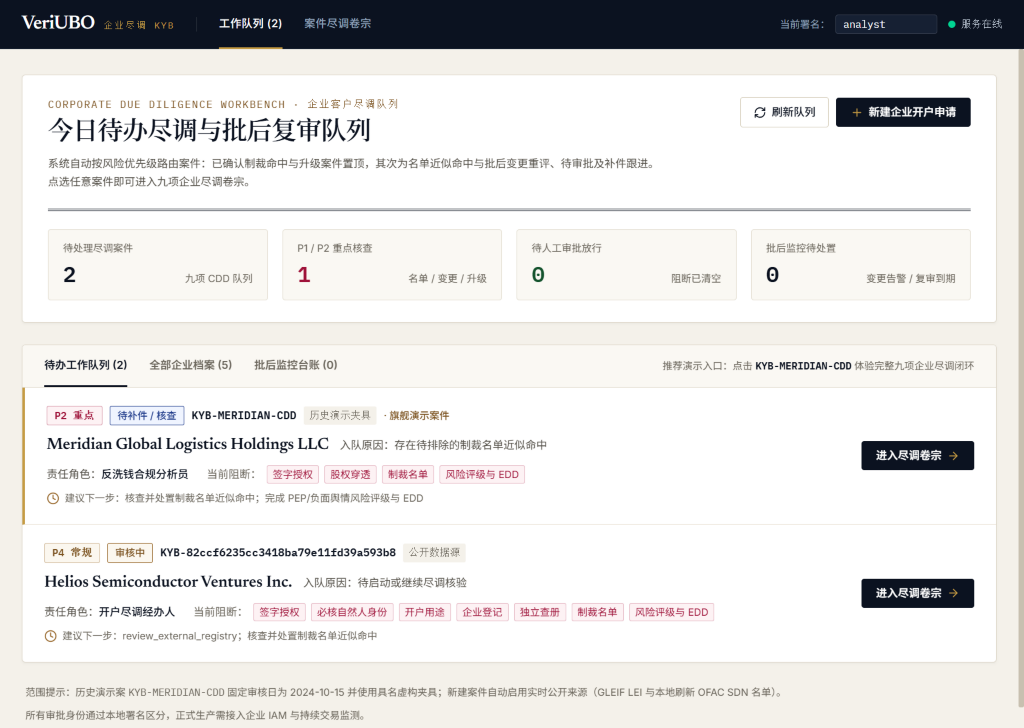 VeriUBO 企业尽调 KYB 工作队列 (2) 案件尽调卷宗 当前署名: analyst 服务在线
CORPORATE DUE DILIGENCE WORKBENCH · 企业客户尽调队列
今日待办尽调与批后复审队列
刷新队列
+ 新建企业开户申请
系统自动按风险优先级路由案件：已确认制裁命中与升级案件置顶，其次为名单近似命中与批后变更重评、待审批及补件跟进。
点选任意案件即可进入九项企业尽调卷宗。
待处理尽调案件
2 九项 CDD 队列
P1 / P2 重点核查
1 名单 / 变更 / 升级
待人工审批放行
0 阻断已清空
批后监控待处置
0 变更告警 / 复审到期
待办工作队列 (2) 全部企业档案 (5) 批后监控台账 (0) 推荐演示入口：点击 KYB-MERIDIAN-CDD 体验完整九项企业尽调闭环
P2 重点 待补件 / 核查 KYB-MERIDIAN-CDD 历史演示夹具 · 旗舰演示案件
Meridian Global Logistics Holdings LLC 入队原因：存在待排除的制裁名单近似命中
责任角色：反洗钱合规分析员 当前阻断： 签字授权 股权穿透 制裁名单 风险评级与 EDD
建议下一步：核查并处置制裁名单近似命中；完成 PEP/负面舆情风险评级与 EDD
进入尽调卷宗 →
P4 常规 审核中 KYB-82ccf6235cc3418ba79e11fd39a593b8 公开数据源
Helios Semiconductor Ventures Inc. 入队原因：待启动或继续尽调核验
责任角色：开户尽调经办人 当前阻断： 签字授权 必核自然人身份 开户用途 企业登记 独立查册 制裁名单 风险评级与 EDD
建议下一步：review_external_registry；核查并处置制裁名单近似命中
进入尽调卷宗 →
范围提示：历史演示案 KYB-MERIDIAN-CDD 固定审核日为 2024-10-15 并使用具名虚构夹具；新建案件自动启用实时公开来源（GLEIF LEI 与本地刷新 OFAC SDN 名单）。
所有审批身份通过本地署名区分，正式生产需接入企业 IAM 与持续交易监测。